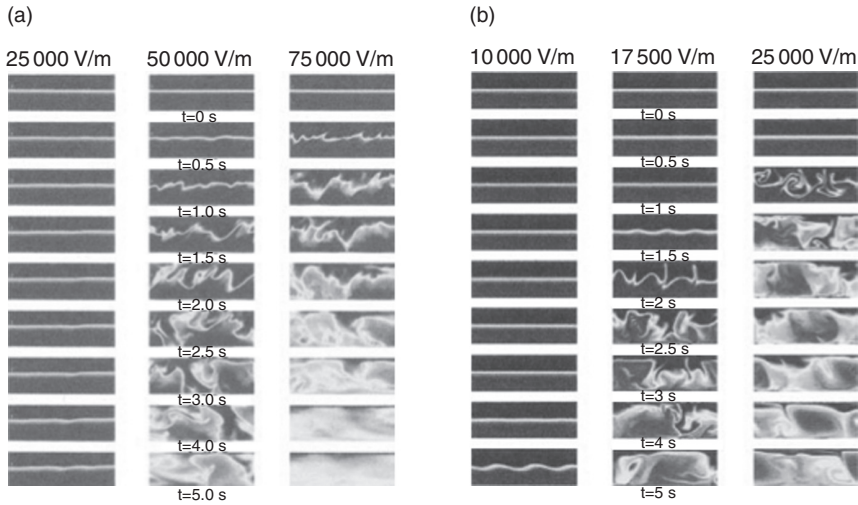 (a)
25 000 V/m 50 000 V/m 75 000 V/m
t=0 s
t=0.5 s
t=1.0 s
t=1.5 s
t=2.0 s
t=2.5 s
t=3.0 s
t=4.0 s
t=5.0 s
(b)
10 000 V/m 17 500 V/m 25 000 V/m
t=0 s
t=0.5 s
t=1 s
t=1.5 s
t=2 s
t=2.5 s
t=3 s
t=4 s
t=5 s